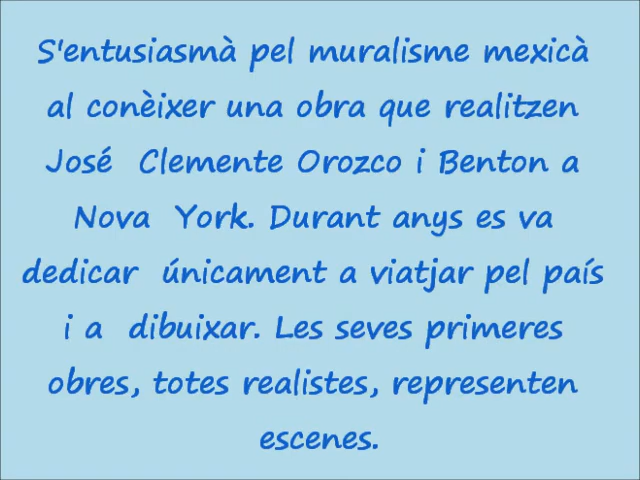 S'entusiasmà pel muralisme mexicà
al conèixer una obra que realitzen
José Clemente Orozco i Benton a
Nova York. Durant anys es va
dedicar únicament a viatjar pel país
i a dibuixar. Les seves primeres
obres, totes realistes, representen
escenes.